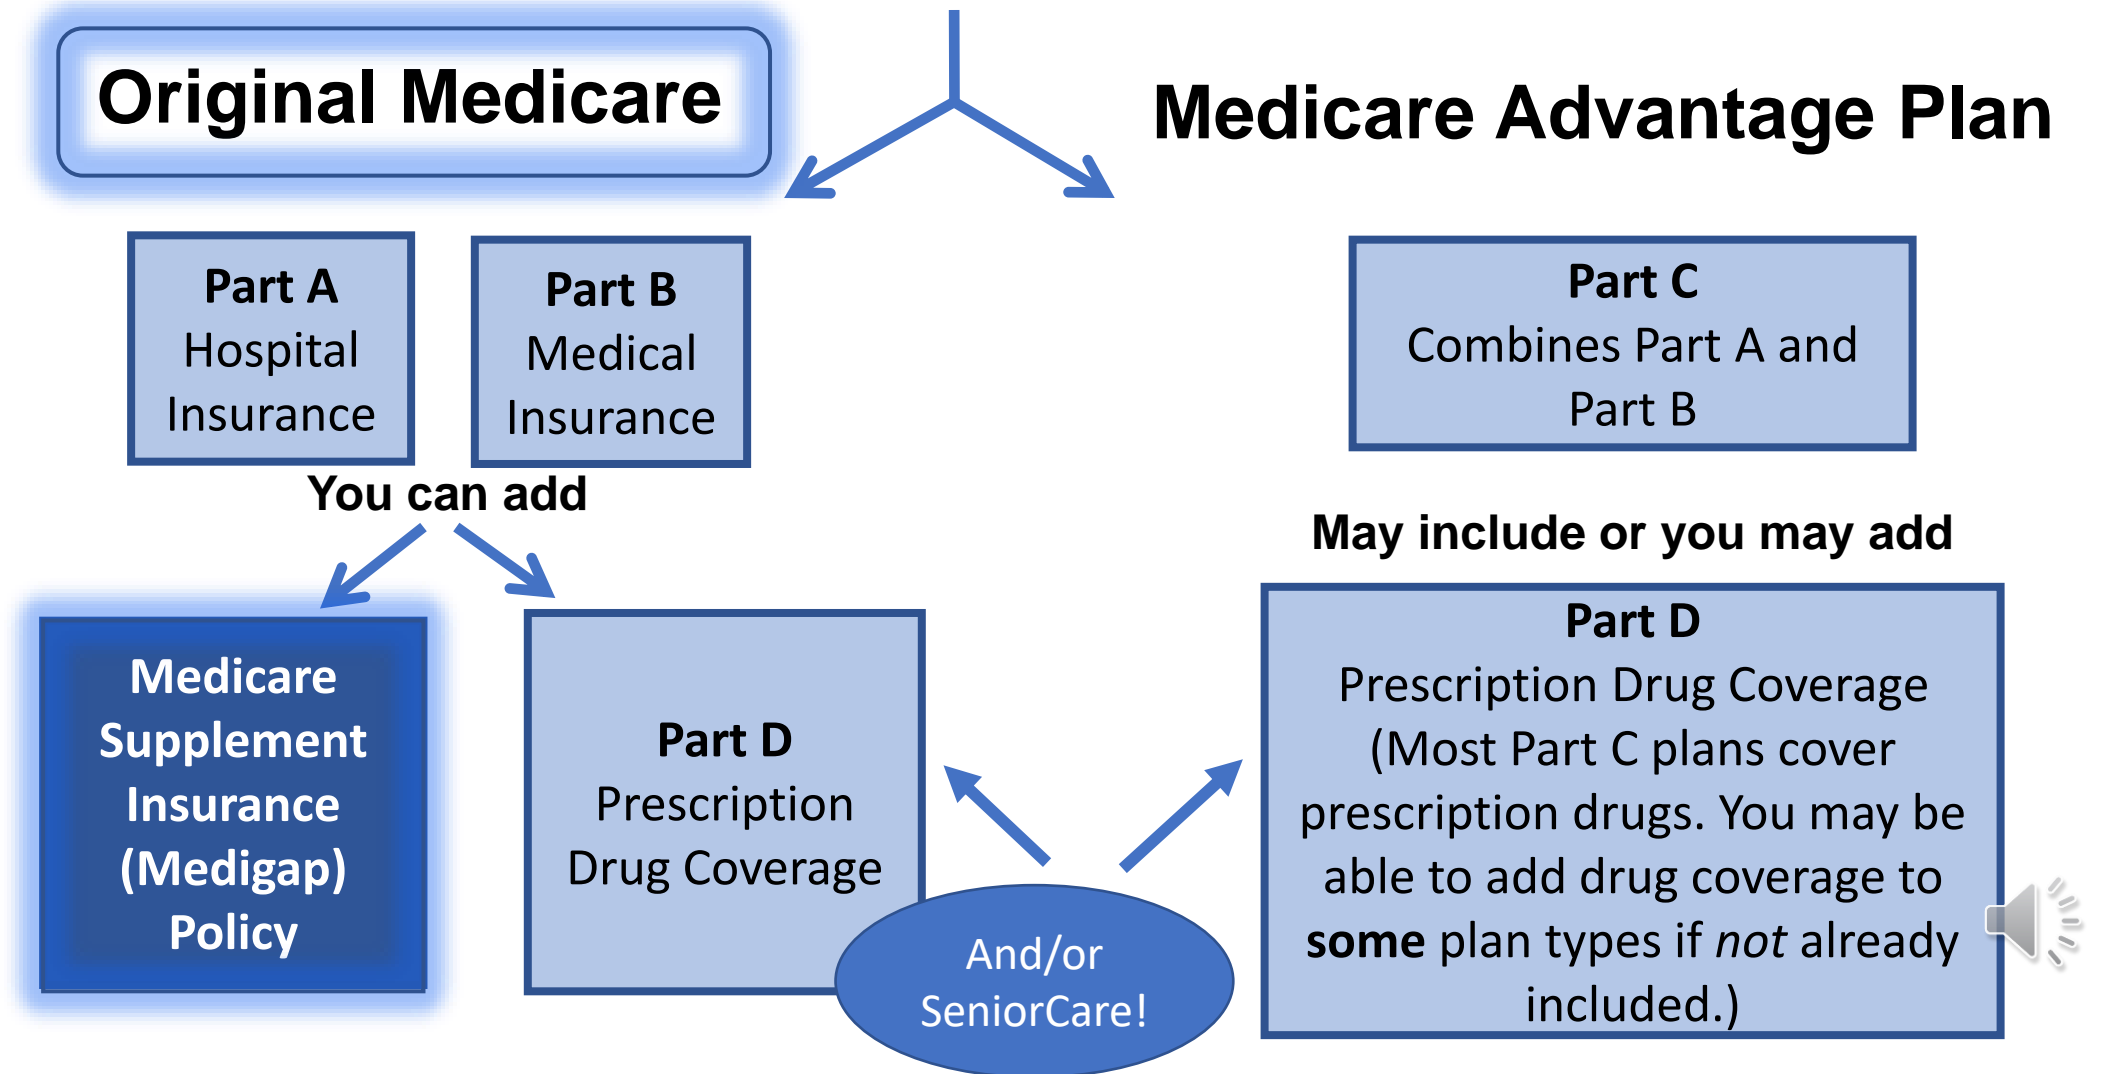 Original Medicare
Medicare Advantage Plan
Part A
Hospital
Insurance
Part B
Medical
Insurance
Part C
Combines Part A and
Part B
You can add
May include or you may add
Medicare
Supplement
Insurance
(Medigap)
Policy
Part D
Prescription
Drug Coverage
And/or
SeniorCare!
Part D
Prescription Drug Coverage
(Most Part C plans cover
prescription drugs. You may be
able to add drug coverage to
some plan types if not already
included.)